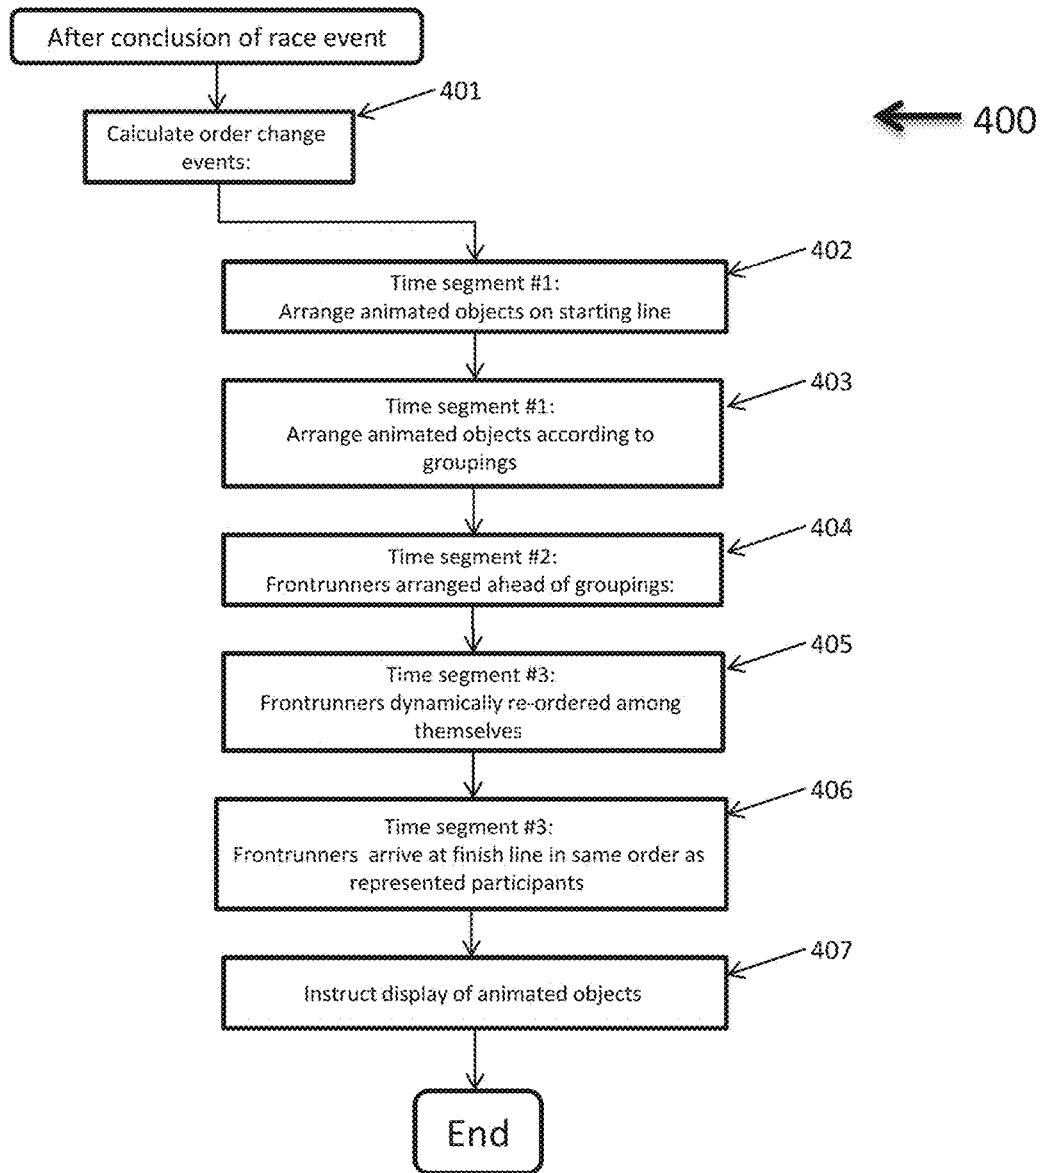 After conclusion of race event
401
400
Calculate order change
events:
402
Time segment #1:
Arrange animated objects on starting line
403
Time segment #1:
Arrange animated objects according to
groupings
404
Time segment #2:
Frontrunners arranged ahead of groupings:
405
Time segment #3:
Frontrunners dynamically re-ordered among
themselves
406
Time segment #3:
Frontrunners arrive at finish line in same order as
represented participants
407
Instruct display of animated objects
End